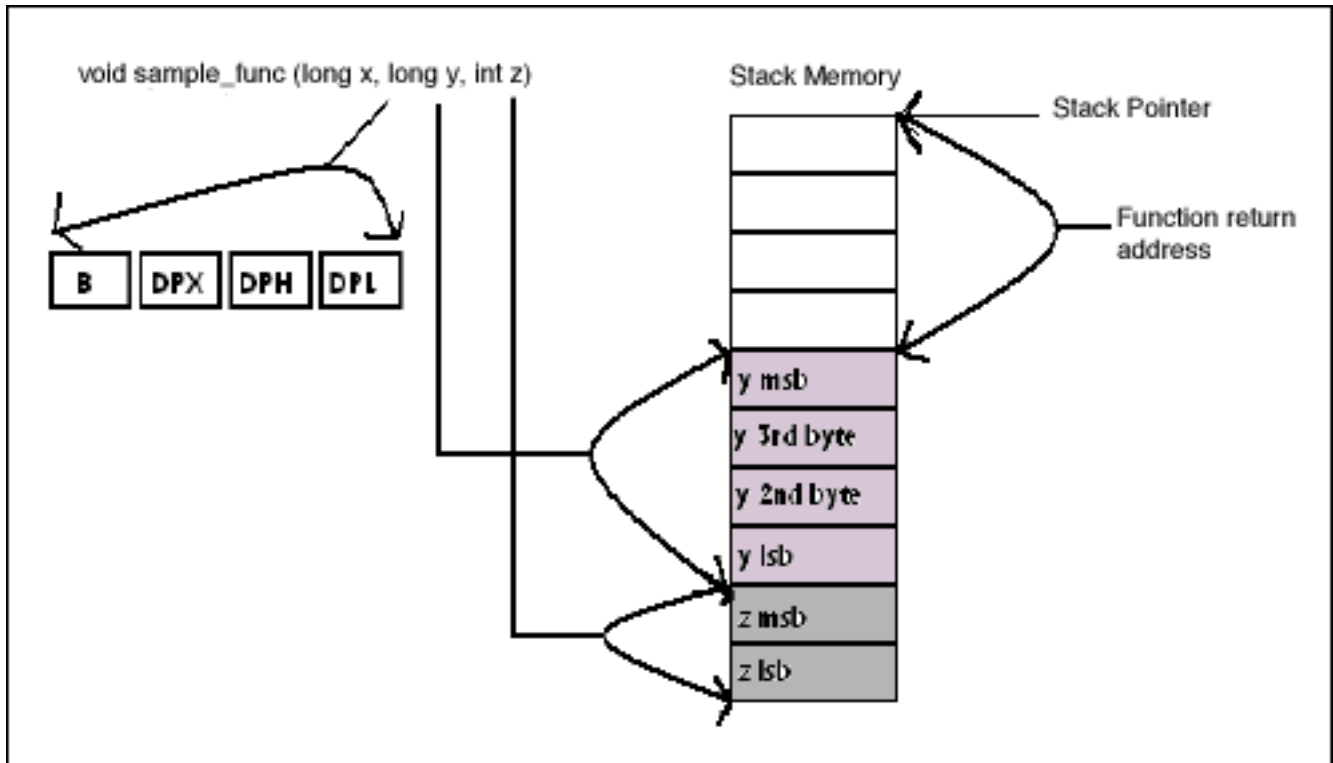 void sample_func (long x, long y, int z)
Stack Memory
Stack Pointer
Function return
address
B
DPX
DPH
DPL
y msb
y 3rd byte
y 2nd byte
y lsb
z msb
z lsb